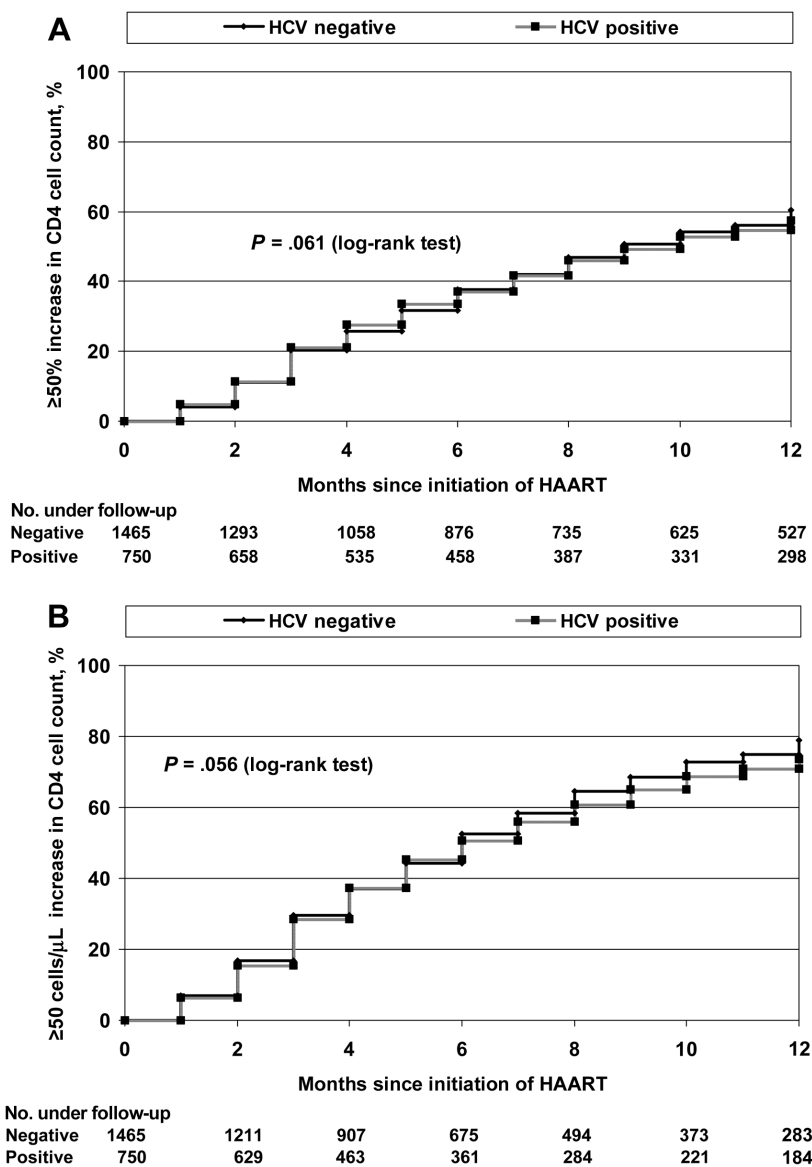 A
HCV negative HCV positive
≥50% increase in CD4 cell count, %
100
80
60
40
20
0
P = .061 (log-rank test)
0 2 4 6 8 10 12
Months since initiation of HAART
No. under follow-up
Negative 1465 1293 1058 876 735 625 527
Positive 750 658 535 458 387 331 298
B
HCV negative HCV positive
≥50 cells/μL increase in CD4 cell count, %
100
80
60
40
20
0
P = .056 (log-rank test)
0 2 4 6 8 10 12
Months since initiation of HAART
No. under follow-up
Negative 1465 1211 907 675 494 373 283
Positive 750 629 463 361 284 221 184